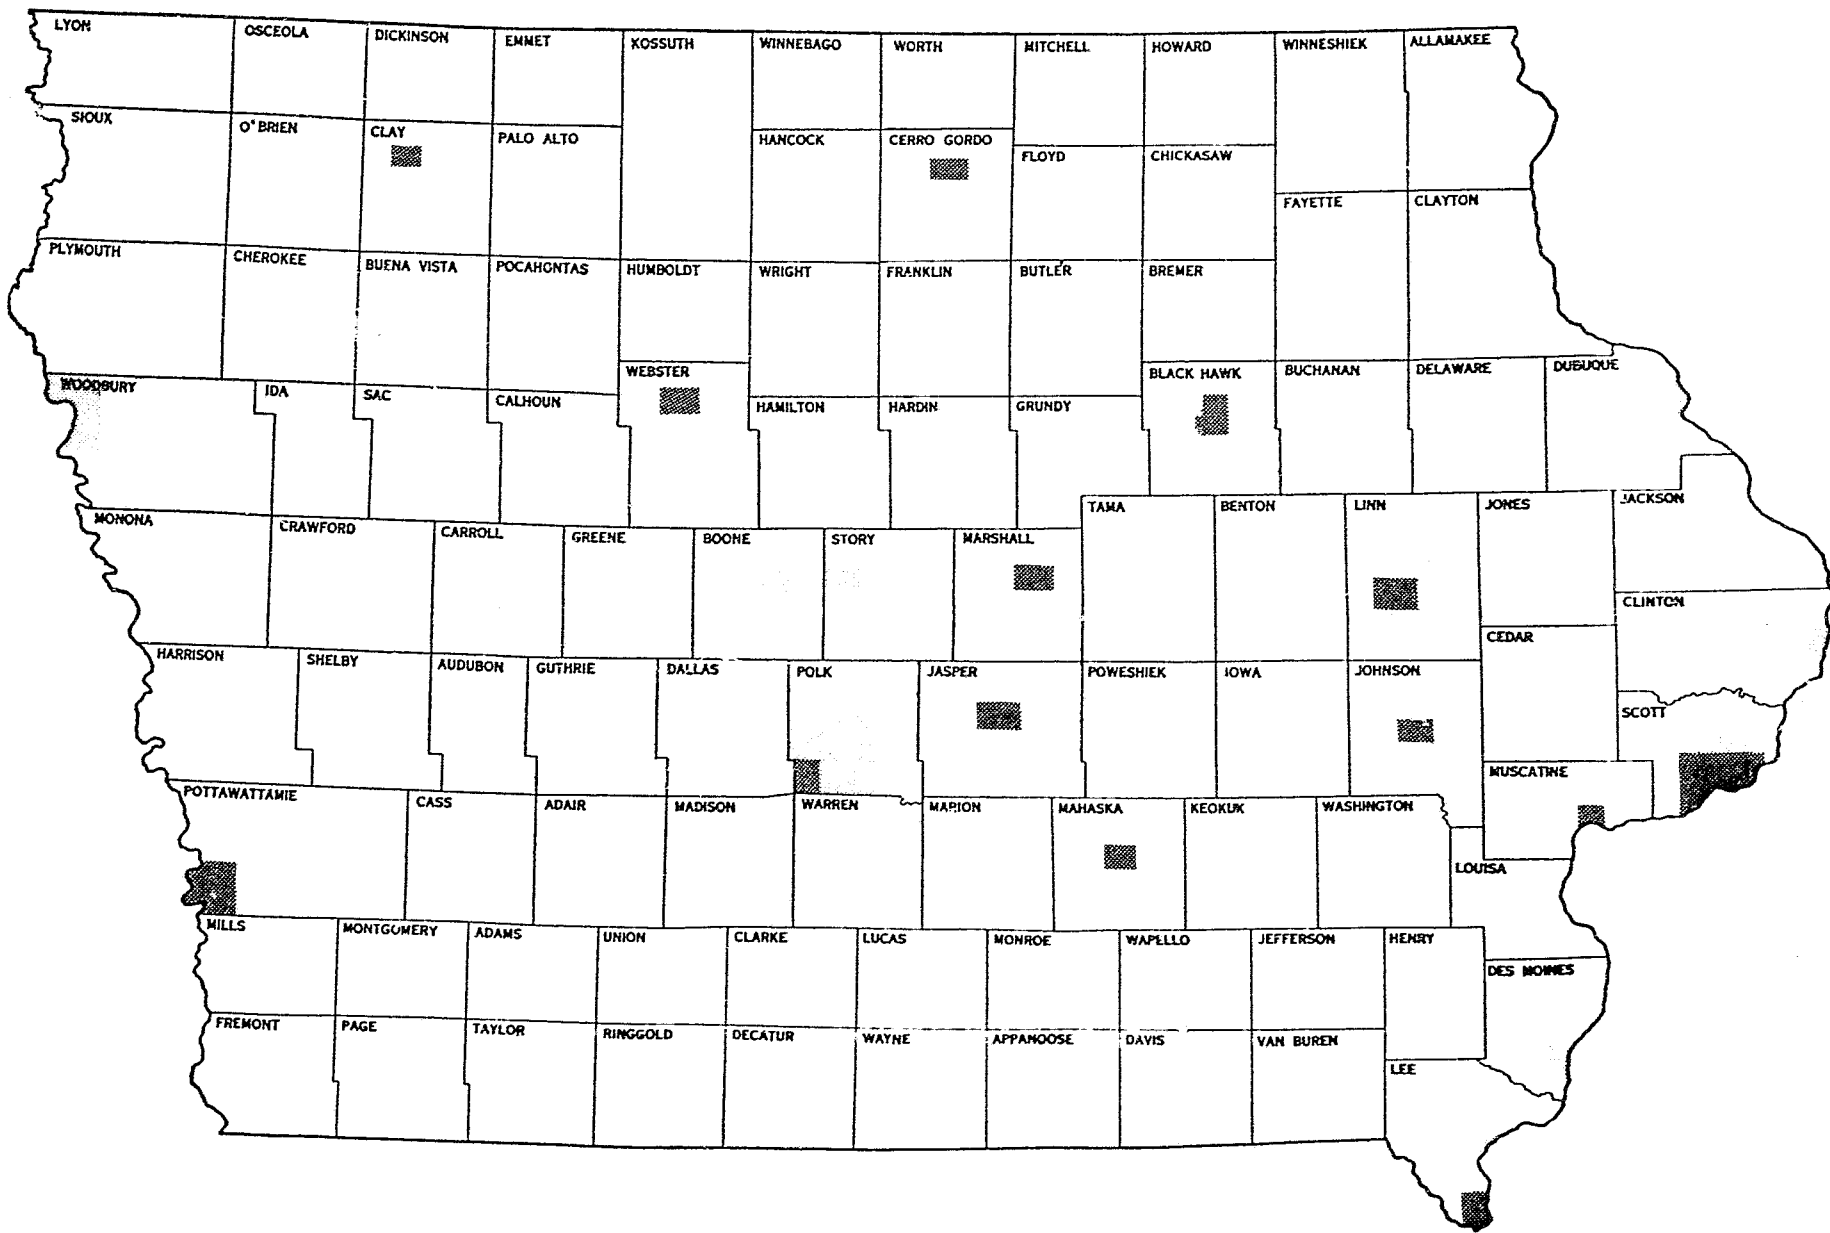 LYON
OSCEOLA
DICKINSON
EMMET
KOSSUTH
WINNEBAGO
WORTH
MITCHELL
HOWARD
WINNESHIEK
ALLAMAKEE
SIOUX
O'BRIEN
CLAY
PALO ALTO
HANCOCK
CERRO GORDO
FLOYD
CHICKASAW
FAYETTE
CLAYTON
PLYMOUTH
CHEROKEE
BUENA VISTA
POCAHONTAS
HUMBOLDT
WRIGHT
FRANKLIN
BUTLER
BREMER
WOODBURY
IDA
SAC
CALHOUN
WEBSTER
HAMILTON
HARDIN
GRUNDY
BLACK HAWK
BUCHANAN
DELAWARE
DUBUQUE
MONONA
CRAWFORD
CARROLL
GREENE
BOONE
STORY
MARSHALL
TAMA
BENTON
LINN
JONES
JACKSON
CLINTON
HARRISON
SHELBY
AUDUBON
GUTHRIE
DALLAS
POLK
JASPER
POWESHIEK
IOWA
JOHNSON
CEDAR
SCOTT
MUSCATINE
POTTAWATTAMIE
CASS
ADAIR
MADISON
WARREN
MARION
MAHASKA
KEOKUK
WASHINGTON
LOUISA
MILLS
MONTGOMERY
ADAMS
UNION
CLARKE
LUCAS
MONROE
WAPELLO
JEFFERSON
HENRY
DES MOINES
FREMONT
PAGE
TAYLOR
RINGGOLD
DECATUR
WAYNE
APPANOOSE
DAVIS
VAN BUREN
LEE